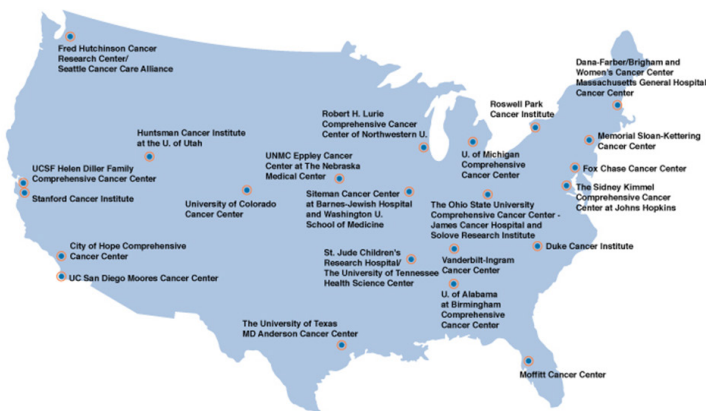 Fred Hutchinson Cancer
Research Center/
Seattle Cancer Care Alliance
Dana-Farber/Brigham and
Women's Cancer Center
Massachusetts General Hospital
Cancer Center
Roswell Park
Cancer Institute
Robert H. Lurie
Comprehensive Cancer
Center of Northwestern U.
Huntsman Cancer Institute
at the U. of Utah
Memorial Sloan-Kettering
Cancer Center
U. of Michigan
Comprehensive
Cancer Center
UNMC Eppley Cancer
Center at The Nebraska
Medical Center
UCSF Helen Diller Family
Comprehensive Cancer Center
Fox Chase Cancer Center
Stanford Cancer Institute
University of Colorado
Cancer Center
Siteman Cancer Center
at Barnes-Jewish Hospital
and Washington U.
School of Medicine
The Ohio State University
Comprehensive Cancer Center -
James Cancer Hospital and
Solove Research Institute
The Sidney Kimmel
Comprehensive Cancer
Center at Johns Hopkins
City of Hope Comprehensive
Cancer Center
St. Jude Children's
Research Hospital/
The University of Tennessee
Health Science Center
Vanderbilt-Ingram
Cancer Center
Duke Cancer Institute
UC San Diego Moores Cancer Center
U. of Alabama
at Birmingham
Comprehensive
Cancer Center
The University of Texas
MD Anderson Cancer Center
Moffitt Cancer Center